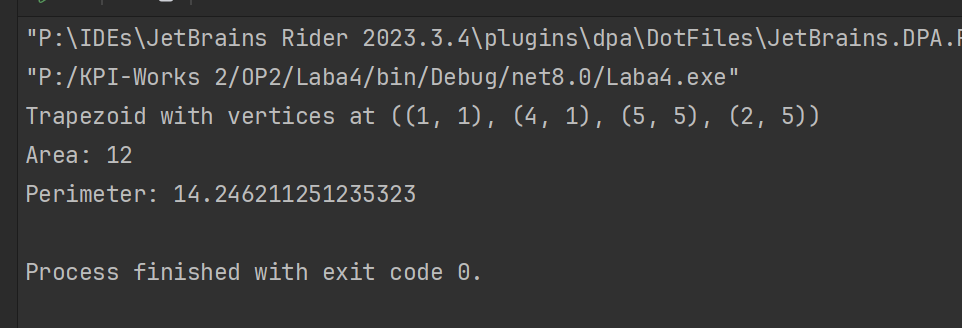 "P:\IDEs\JetBrains Rider 2023.3.4\plugins\dpa\DotFiles\JetBrains.DPA.
"P:/KPI-Works 2/OP2/Laba4/bin/Debug/net8.0/Laba4.exe"
Trapezoid with vertices at ((1, 1), (4, 1), (5, 5), (2, 5))
Area: 12
Perimeter: 14.246211251235323
Process finished with exit code 0.